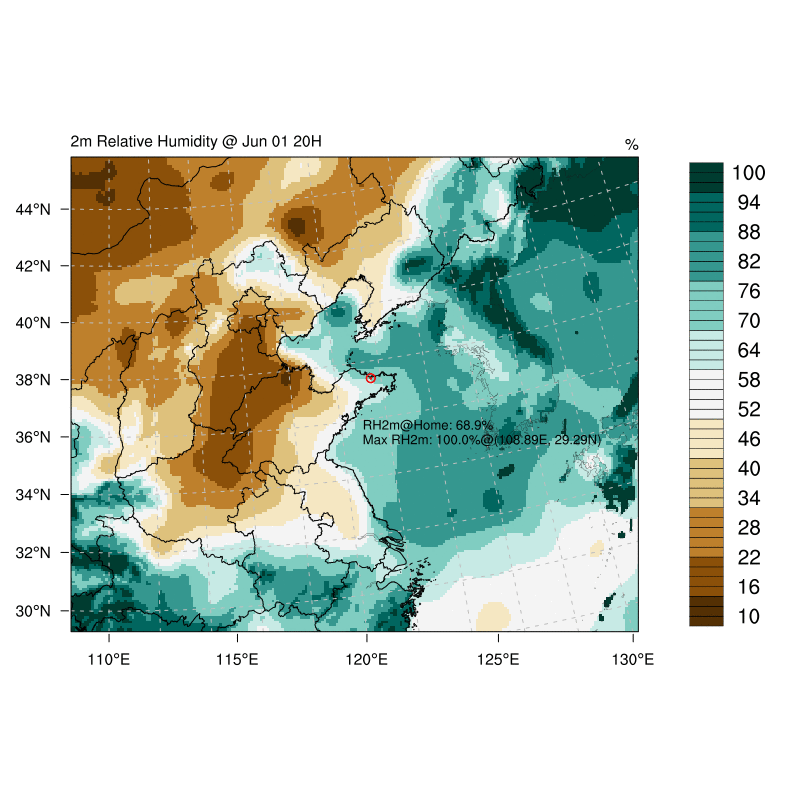 2m Relative Humidity @ Jun 01 20H
%
44°N
42°N
40°N
38°N
36°N
34°N
32°N
30°N
110°E
115°E
120°E
125°E
130°E
RH2m@Home: 68.9%
Max RH2m: 100.0%@(108.89E, 29.29N)
100
94
88
82
76
70
64
58
52
46
40
34
28
22
16
10